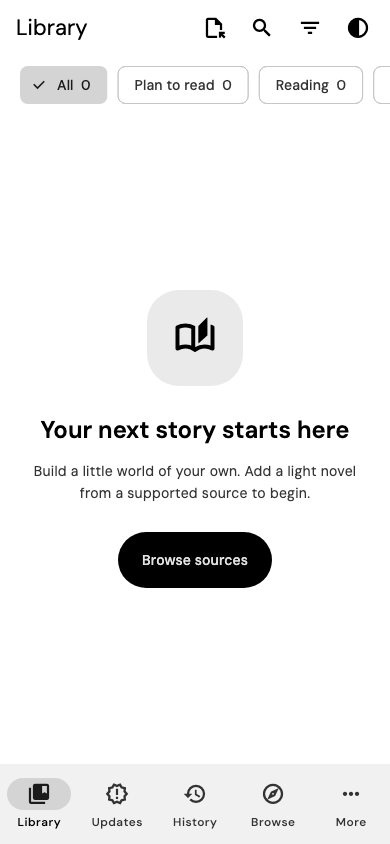 Library
All 0
Plan to read 0
Reading 0
Your next story starts here
Build a little world of your own. Add a light novel
from a supported source to begin.
Browse sources
Library
Updates
History
Browse
More